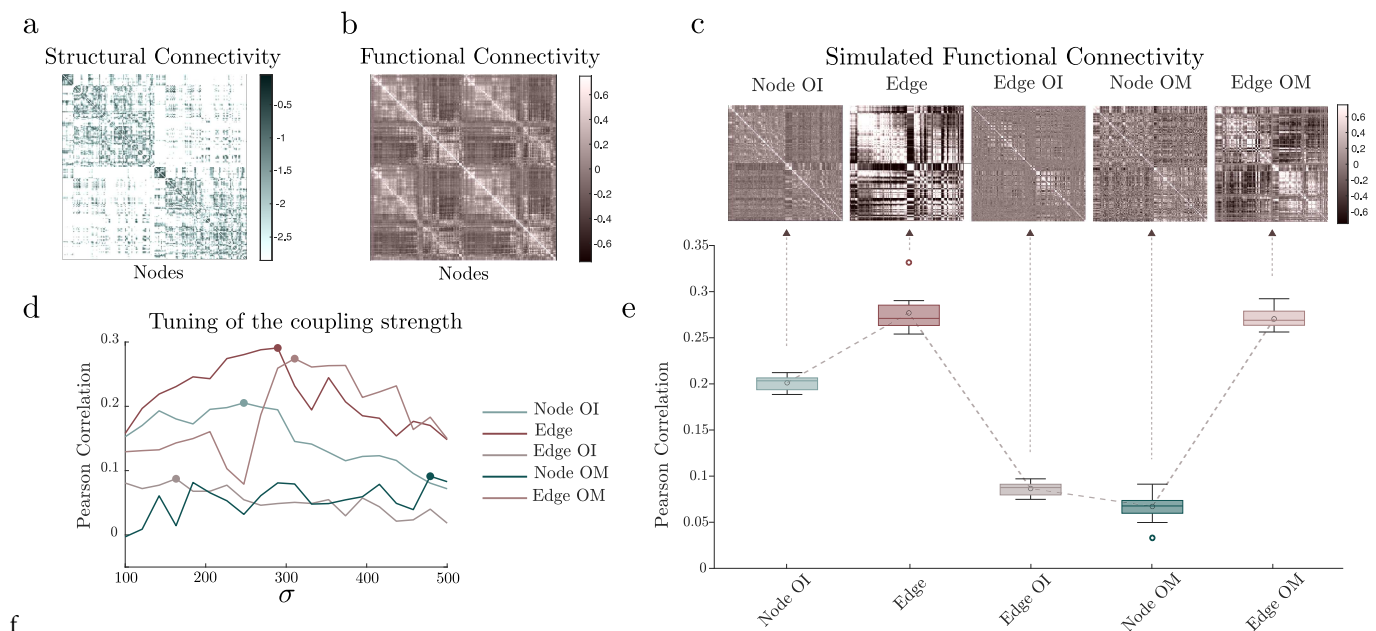 a
Structural Connectivity
-0.5
-1
-1.5
-2
-2.5
Nodes
b
Functional Connectivity
0.6
0.4
0.2
0
-0.2
-0.4
-0.6
Nodes
c
Simulated Functional Connectivity
Node OI
Edge
Edge OI
Node OM
Edge OM
0.6
0.4
0.2
0
-0.2
-0.4
-0.6
d
Tuning of the coupling strength
Pearson Correlation
0.3
0.2
0.1
0
100
200
300
400
500
σ
Node OI
Edge
Edge OI
Node OM
Edge OM
e
Pearson Correlation
0.35
0.3
0.25
0.2
0.15
0.1
0.05
0
Node OI
Edge
Edge OI
Node OM
Edge OM
f